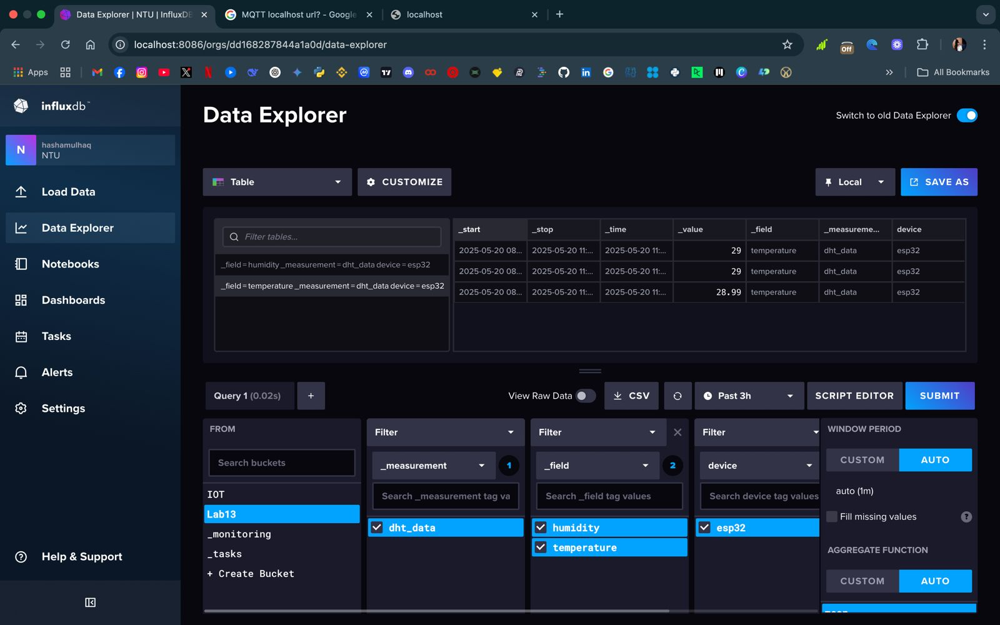 Data Explorer | NTU | InfluxDB
MQTT localhost url? - Google
localhost
localhost:8086/orgs/dd168287844a1a0d/data-explorer
Off
Apps
All Bookmarks
influxdb™
N
hashamulhaq
NTU
Load Data
Data Explorer
Notebooks
Dashboards
Tasks
Alerts
Settings
Help & Support
Data Explorer
Switch to old Data Explorer
Table
CUSTOMIZE
Local
SAVE AS
Filter tables...
_field=humidity _measurement=dht_data device=esp32
_field=temperature _measurement=dht_data device=esp32
_start _stop _time _value _field _measureme... device
2025-05-20 08... 2025-05-20 11:... 2025-05-20 11:... 29 temperature dht_data esp32
2025-05-20 08... 2025-05-20 11:... 2025-05-20 11:... 29 temperature dht_data esp32
2025-05-20 08... 2025-05-20 11:... 2025-05-20 11:... 28.99 temperature dht_data esp32
Query 1 (0.02s)
+
View Raw Data
CSV
Past 3h
SCRIPT EDITOR
SUBMIT
FROM
Search buckets
IOT
Lab13
_monitoring
_tasks
+ Create Bucket
Filter
_measurement
1
Search _measurement tag va
dht_data
Filter
_field
2
Search _field tag values
humidity
temperature
Filter
device
Search device tag values
esp32
WINDOW PERIOD
CUSTOM
AUTO
auto (1m)
Fill missing values
?
AGGREGATE FUNCTION
CUSTOM
AUTO